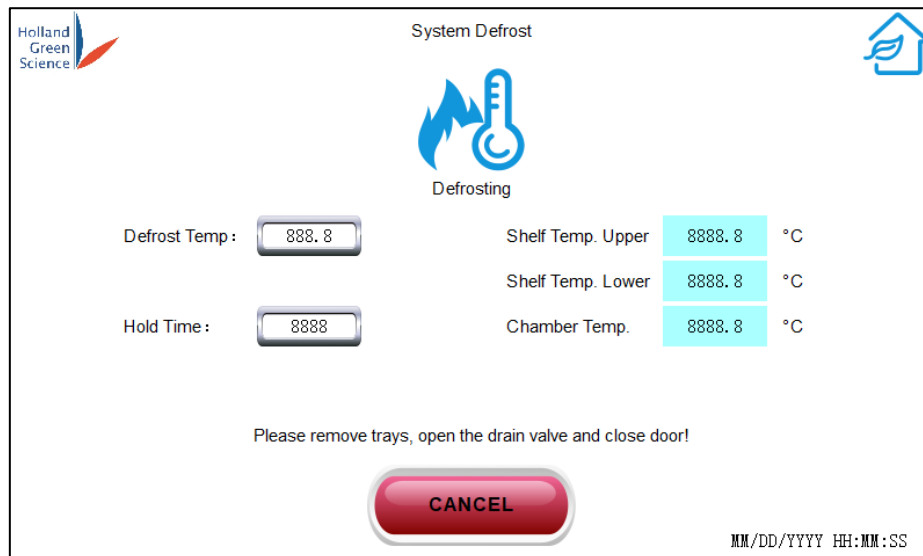 Holland
Green
Science
System Defrost
Defrosting
Defrost Temp: 888.8 Shelf Temp. Upper 8888.8 °C
Shelf Temp. Lower 8888.8 °C
Hold Time: 8888 Chamber Temp. 8888.8 °C
Please remove trays, open the drain valve and close door!
CANCEL
MM/DD/YYYY HH:MM:SS